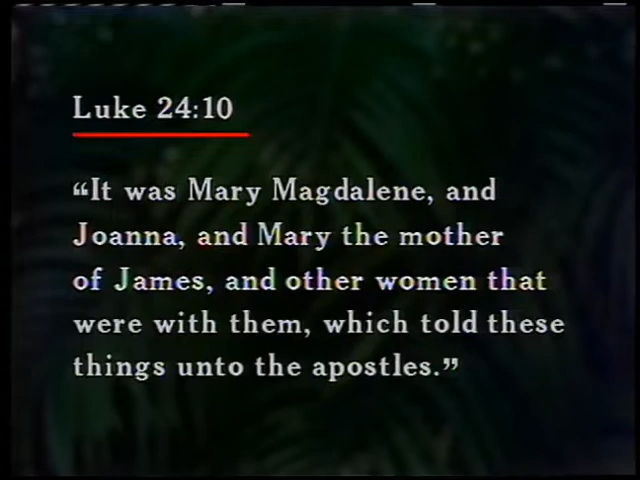 Luke 24:10
“It was Mary Magdalene, and
Joanna, and Mary the mother
of James, and other women that
were with them, which told these
things unto the apostles.”